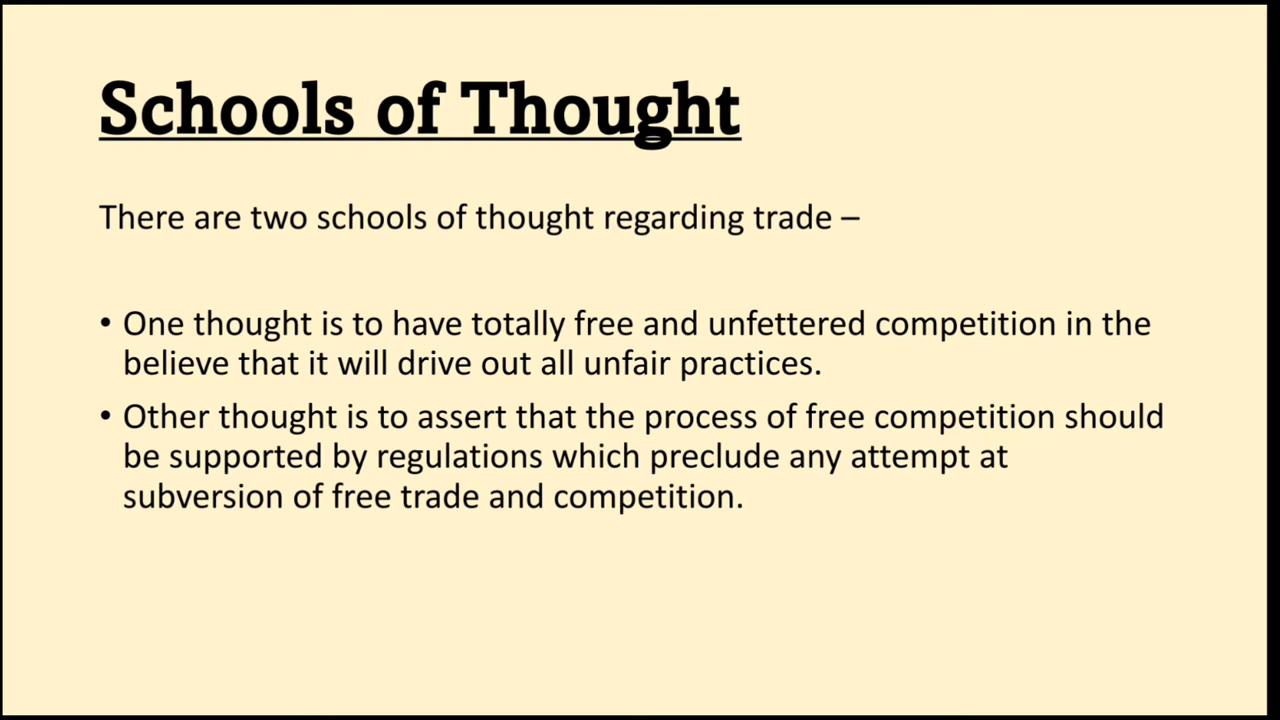 Schools of Thought
There are two schools of thought regarding trade –
• One thought is to have totally free and unfettered competition in the
believe that it will drive out all unfair practices.
• Other thought is to assert that the process of free competition should
be supported by regulations which preclude any attempt at
subversion of free trade and competition.